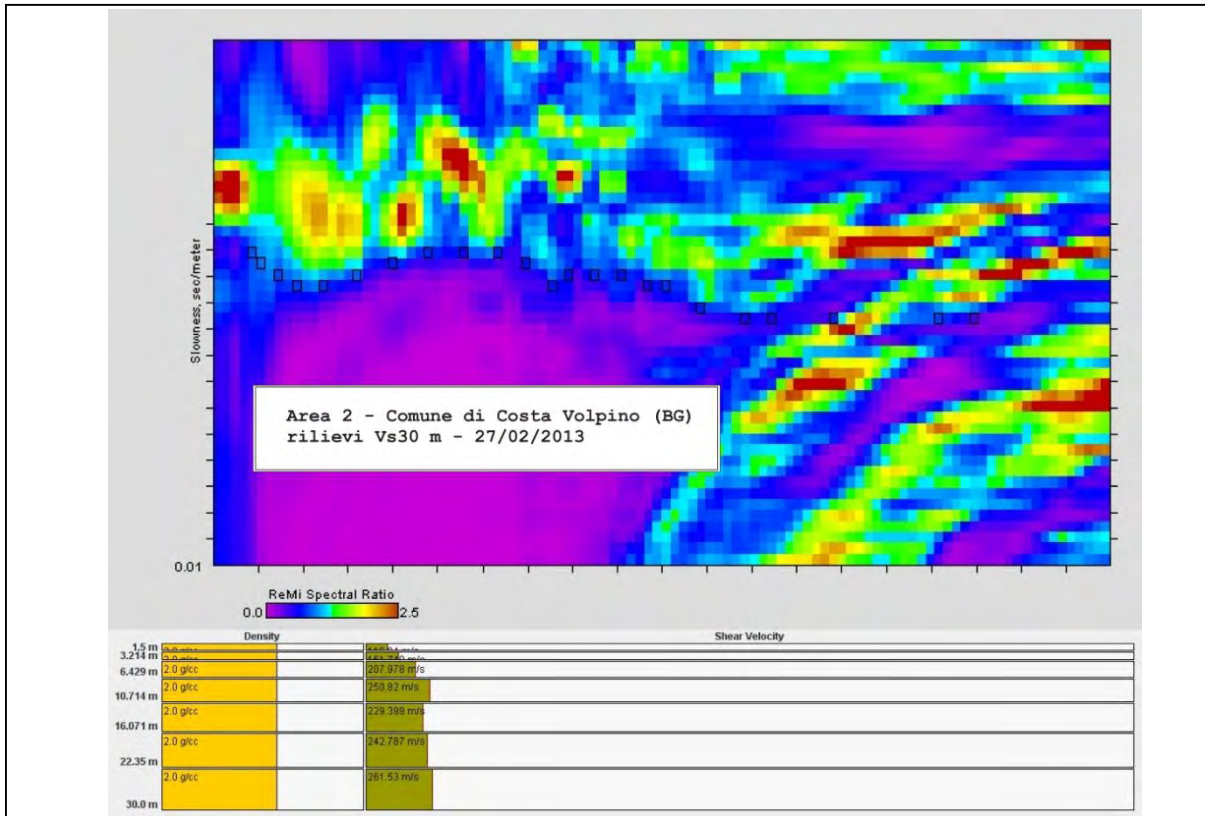 Slowness, sec/meter
Area 2 - Comune di Costa Volpino (BG)
rilievi Vs30 m - 27/02/2013
0.01
ReMi Spectral Ratio
0.0 2.5
Density Shear Velocity
1.5 m
3.214 m
6.429 m 2.0 g/cc 207.978 m/s
10.714 m 2.0 g/cc 250.82 m/s
16.071 m 2.0 g/cc 229.399 m/s
22.35 m 2.0 g/cc 242.787 m/s
30.0 m 2.0 g/cc 261.53 m/s